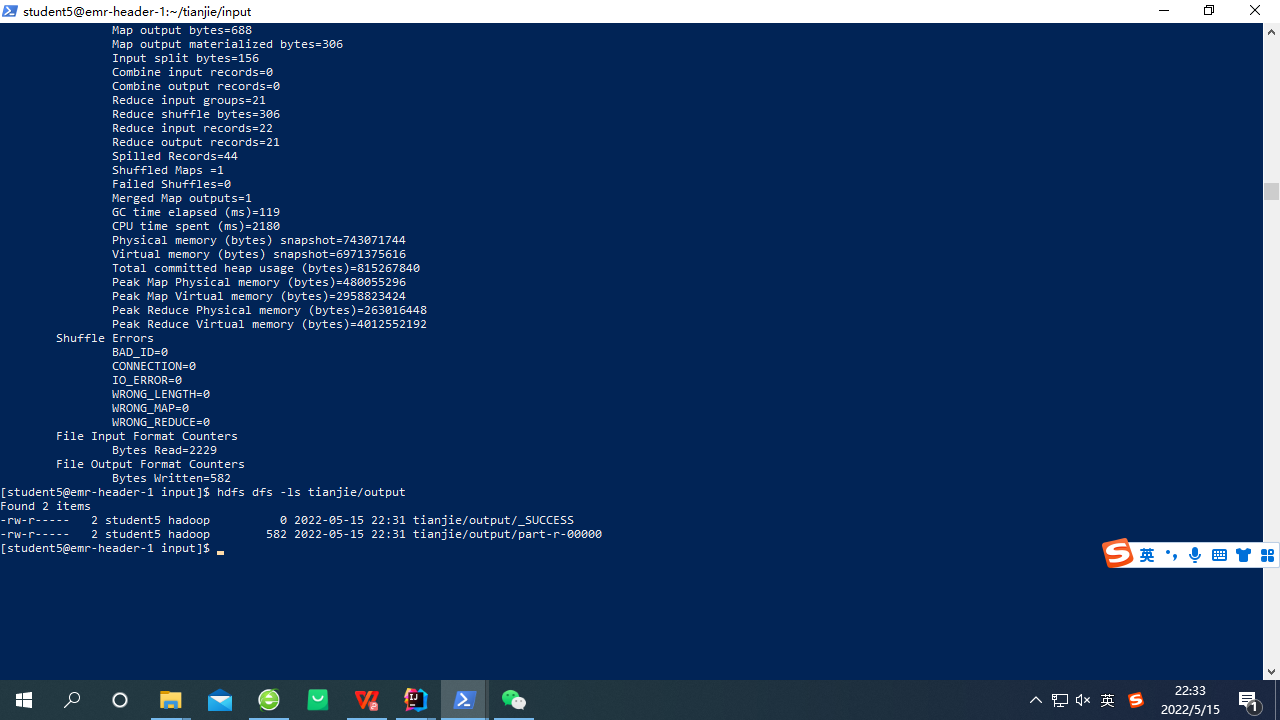 student5@emr-header-1:~/tianjie/input
Map output bytes=688
Map output materialized bytes=306
Input split bytes=156
Combine input records=0
Combine output records=0
Reduce input groups=21
Reduce shuffle bytes=306
Reduce input records=22
Reduce output records=21
Spilled Records=44
Shuffled Maps =1
Failed Shuffles=0
Merged Map outputs=1
GC time elapsed (ms)=119
CPU time spent (ms)=2180
Physical memory (bytes) snapshot=743071744
Virtual memory (bytes) snapshot=6971375616
Total committed heap usage (bytes)=815267840
Peak Map Physical memory (bytes)=480055296
Peak Map Virtual memory (bytes)=2958823424
Peak Reduce Physical memory (bytes)=263016448
Peak Reduce Virtual memory (bytes)=4012552192
Shuffle Errors
BAD_ID=0
CONNECTION=0
IO_ERROR=0
WRONG_LENGTH=0
WRONG_MAP=0
WRONG_REDUCE=0
File Input Format Counters
Bytes Read=2229
File Output Format Counters
Bytes Written=582
[student5@emr-header-1 input]$ hdfs dfs -ls tianjie/output
Found 2 items
-rw-r-----   2 student5 hadoop          0 2022-05-15 22:31 tianjie/output/_SUCCESS
-rw-r-----   2 student5 hadoop        582 2022-05-15 22:31 tianjie/output/part-r-00000
[student5@emr-header-1 input]$
英
英
22:33
2022/5/15
1